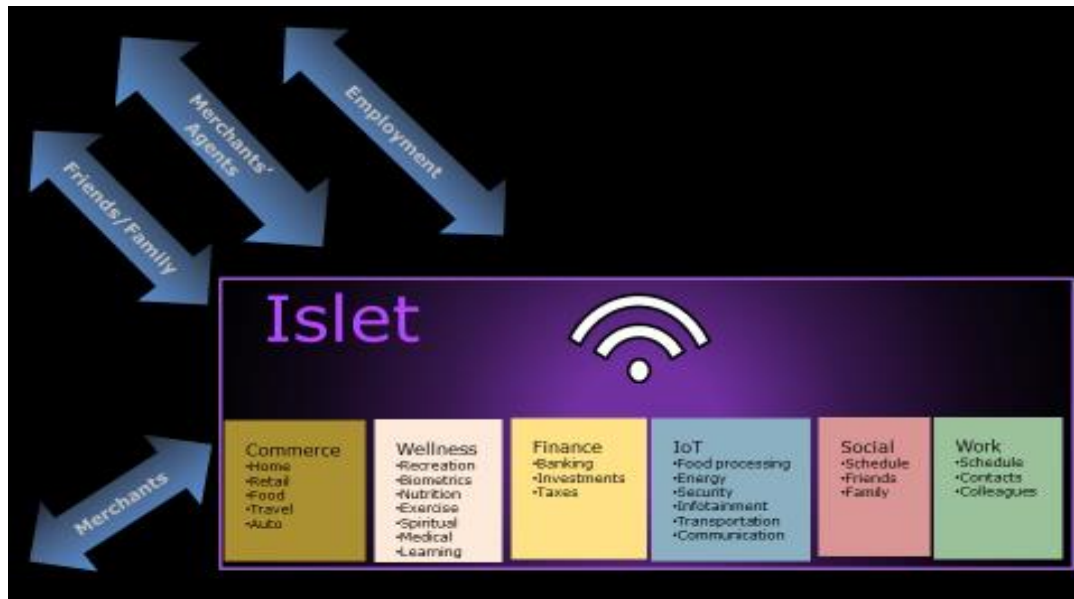 Employment
Merchants'
Agents
Friends/Family
Merchants
Islet
Commerce
•Home
•Retail
•Food
•Travel
•Auto
Wellness
•Recreation
•Biometrics
•Nutrition
•Exercise
•Spiritual
•Medical
•Learning
Finance
•Banking
•Investments
•Taxes
IoT
•Food processing
•Energy
•Security
•Infotainment
•Transportation
•Communication
Social
•Schedule
•Friends
•Family
Work
•Schedule
•Contacts
•Colleagues